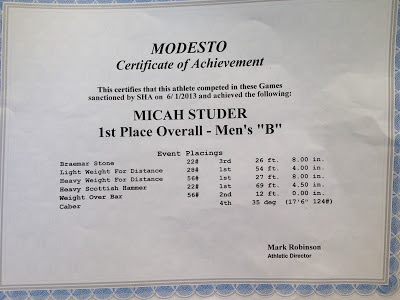 MODESTO
Certificate of Achievement
This certifies that this athlete competed in these Games
sanctioned by SHA on 6/ 1/2013 and achieved the following:
MICAH STUDER
1st Place Overall - Men's "B"
Event Placings
Braemar Stone 22# 3rd 26 ft. 8.00 in.
Light Weight For Distance 28# 1st 54 ft. 4.00 in.
Heavy Weight For Distance 56# 1st 27 ft. 8.00 in.
Heavy Scottish Hammer 22# 1st 69 ft. 4.50 in.
Weight Over Bar 56# 2nd 12 ft. 0.00 in.
Caber 4th 35 deg (17'6" 124#)
Mark Robinson
Athletic Director